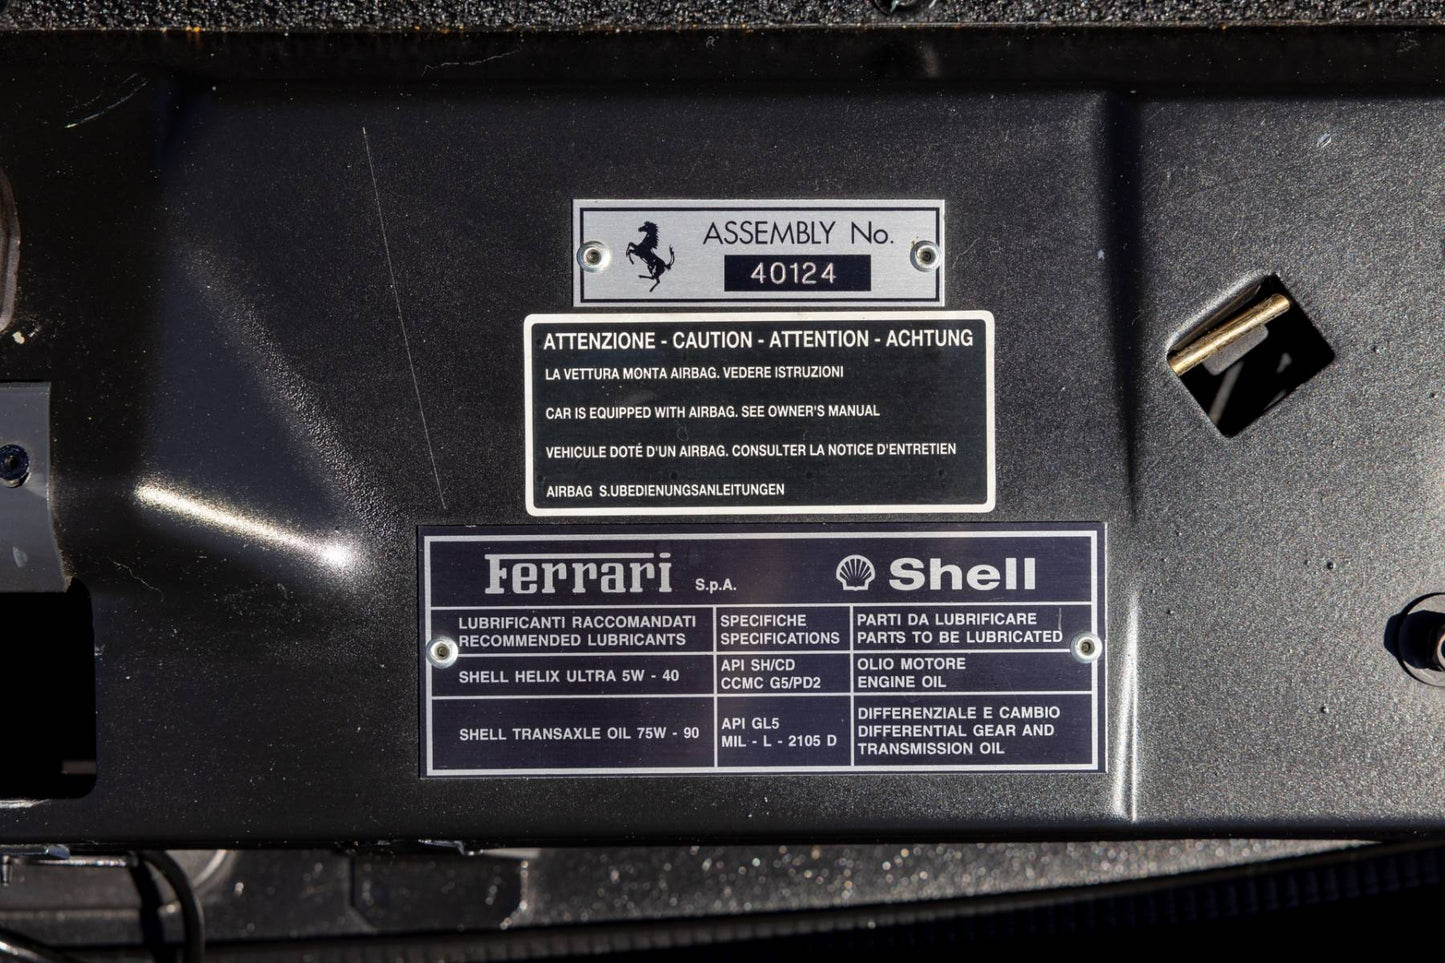 ASSEMBLY No.
40124
ATTENZIONE - CAUTION - ATTENTION - ACHTUNG
LA VETTURA MONTA AIRBAG. VEDERE ISTRUZIONI
CAR IS EQUIPPED WITH AIRBAG. SEE OWNER'S MANUAL
VEHICULE DOTÉ D'UN AIRBAG. CONSULTER LA NOTICE D'ENTRETIEN
AIRBAG S.UBEDIENUNGSANLEITUNGEN
Ferrari S.p.A. Shell
LUBRIFICANTI RACCOMANDATI SPECIFICHE PARTI DA LUBRIFICARE
RECOMMENDED LUBRICANTS SPECIFICATIONS PARTS TO BE LUBRICATED
SHELL HELIX ULTRA 5W - 40
API SH/CD
CCMC G5/PD2
OLIO MOTORE
ENGINE OIL
SHELL TRANSAXLE OIL 75W - 90
API GL5
MIL - L - 2105 D
DIFFERENZIALE E CAMBIO
DIFFERENTIAL GEAR AND
TRANSMISSION OIL